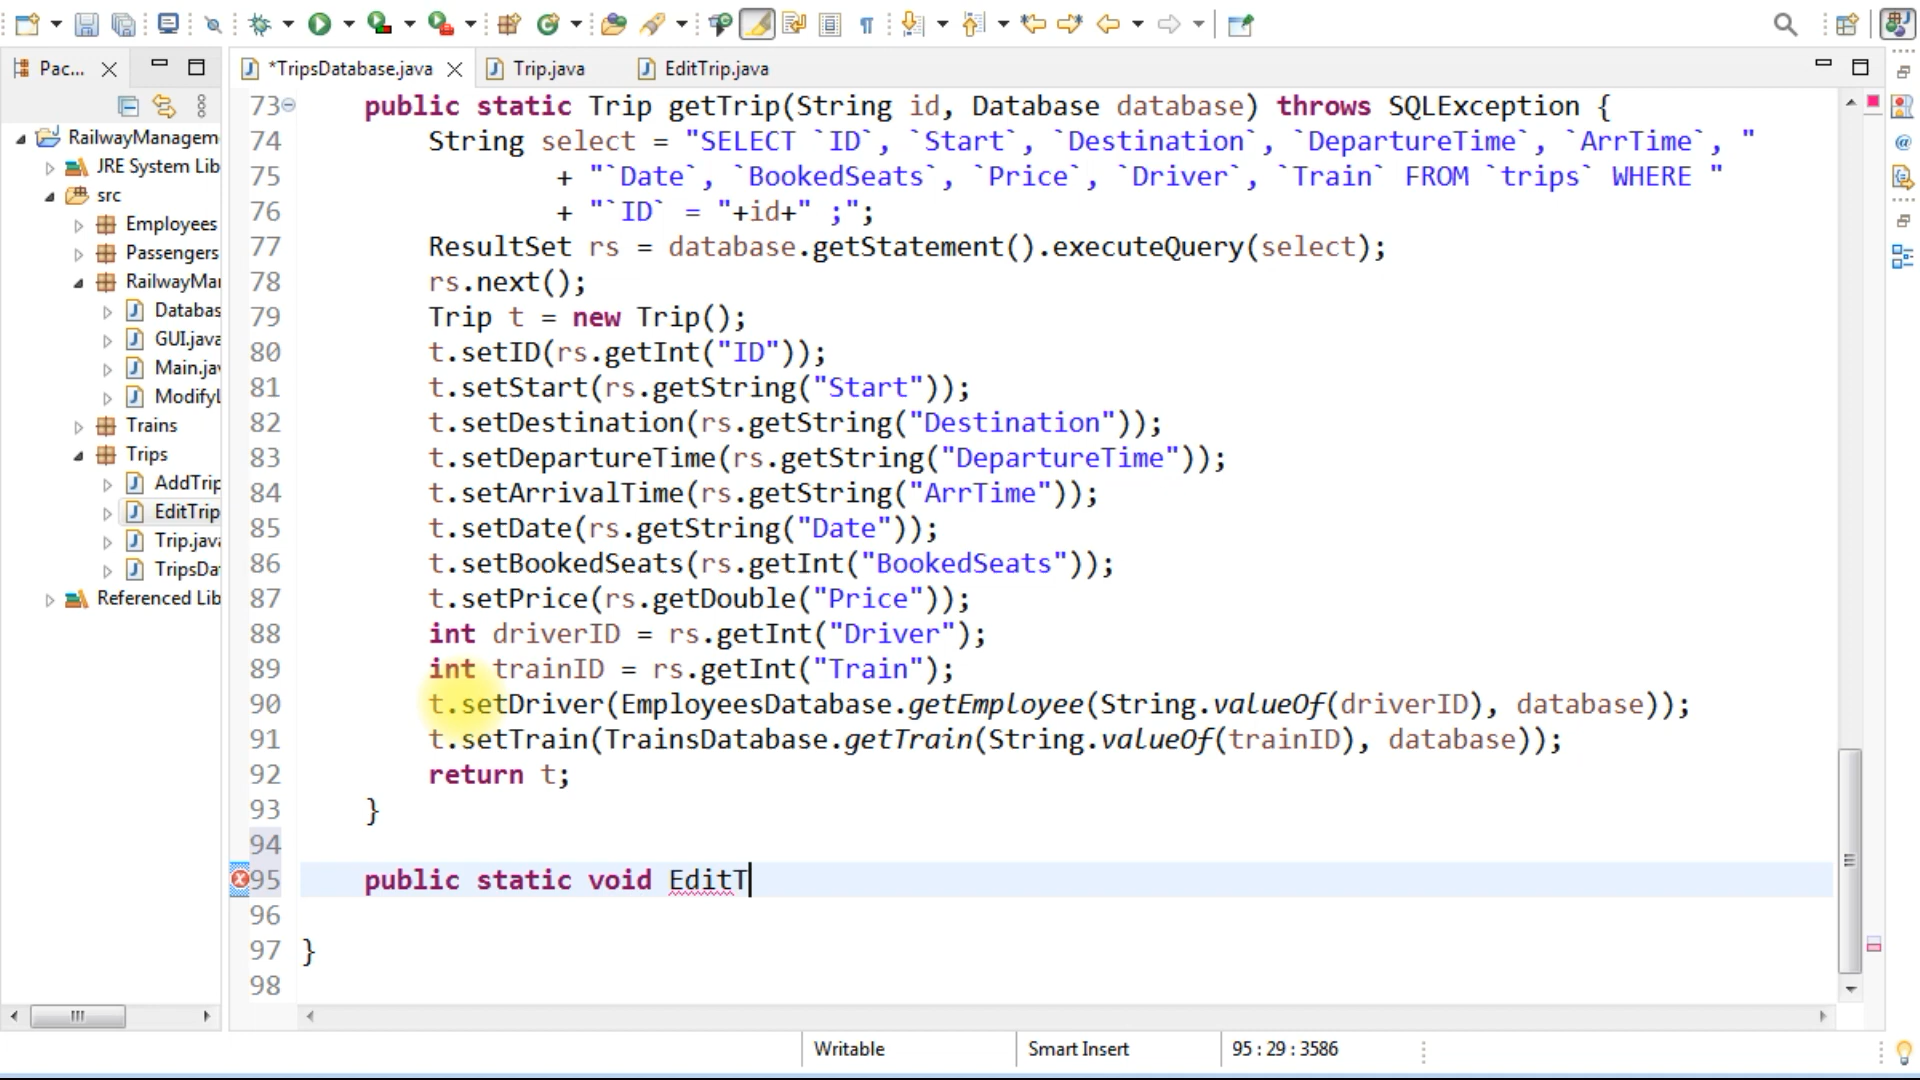 Pac...
*TripsDatabase.java
Trip.java
EditTrip.java
RailwayManagem
JRE System Lib
src
Employees
Passengers
RailwayMa
Databas
GUI.java
Main.ja
Modify
Trains
Trips
AddTrip
EditTrip
Trip.jav
TripsDa
Referenced Lib
73 public static Trip getTrip(String id, Database database) throws SQLException {
74 String select = "SELECT `ID`, `Start`, `Destination`, `DepartureTime`, `ArrTime`, "
75 + "`Date`, `BookedSeats`, `Price`, `Driver`, `Train` FROM `trips` WHERE "
76 + "`ID` = "+id+" ;";
77 ResultSet rs = database.getStatement().executeQuery(select);
78 rs.next();
79 Trip t = new Trip();
80 t.setID(rs.getInt("ID"));
81 t.setStart(rs.getString("Start"));
82 t.setDestination(rs.getString("Destination"));
83 t.setDepartureTime(rs.getString("DepartureTime"));
84 t.setArrivalTime(rs.getString("ArrTime"));
85 t.setDate(rs.getString("Date"));
86 t.setBookedSeats(rs.getInt("BookedSeats"));
87 t.setPrice(rs.getDouble("Price"));
88 int driverID = rs.getInt("Driver");
89 int trainID = rs.getInt("Train");
90 t.setDriver(EmployeesDatabase.getEmployee(String.valueOf(driverID), database));
91 t.setTrain(TrainsDatabase.getTrain(String.valueOf(trainID), database));
92 return t;
93 }
94
95 public static void EditT
96
97 }
98
Writable
Smart Insert
95 : 29 : 3586